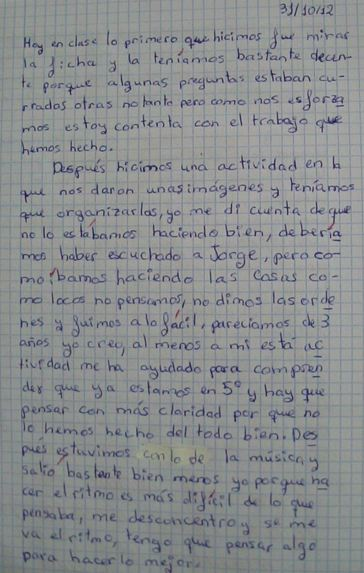 31/10/12
Hoy en clase lo primero que hicimos fue mirar
la ficha y la teníamos bastante decen-
te porque algunas preguntas estaban cu-
rradas otras no tanto pero como nos esforza
mos estoy contenta con el trabajo que
hemos hecho.
Después hicimos una actividad en la
que nos daron unas imágenes y teníamos
que organizarlas, yo me di cuenta de que
no lo estábamos haciendo bien, debería
mos haber escuchado a Jorge, pero co-
mo íbamos haciendo las cosas co-
mo locos no pensamos, no dimos las orde
nes y fuimos a lo fácil, pareciamos de 3
años yo creo, al menos a mi está ac
tividad me ha ayudado para compren
der que ya estamos en 5º y hay que
pensar con más claridad por que no
lo hemos hecho del todo bien. Des
pués estuvimos con lo de la música y
salio bastante bien menos yo porque ha
cer el ritmo es más difícil de lo que
pensaba, me desconcentro y se me
va el ritmo, tengo que pensar algo
para hacerlo mejor.